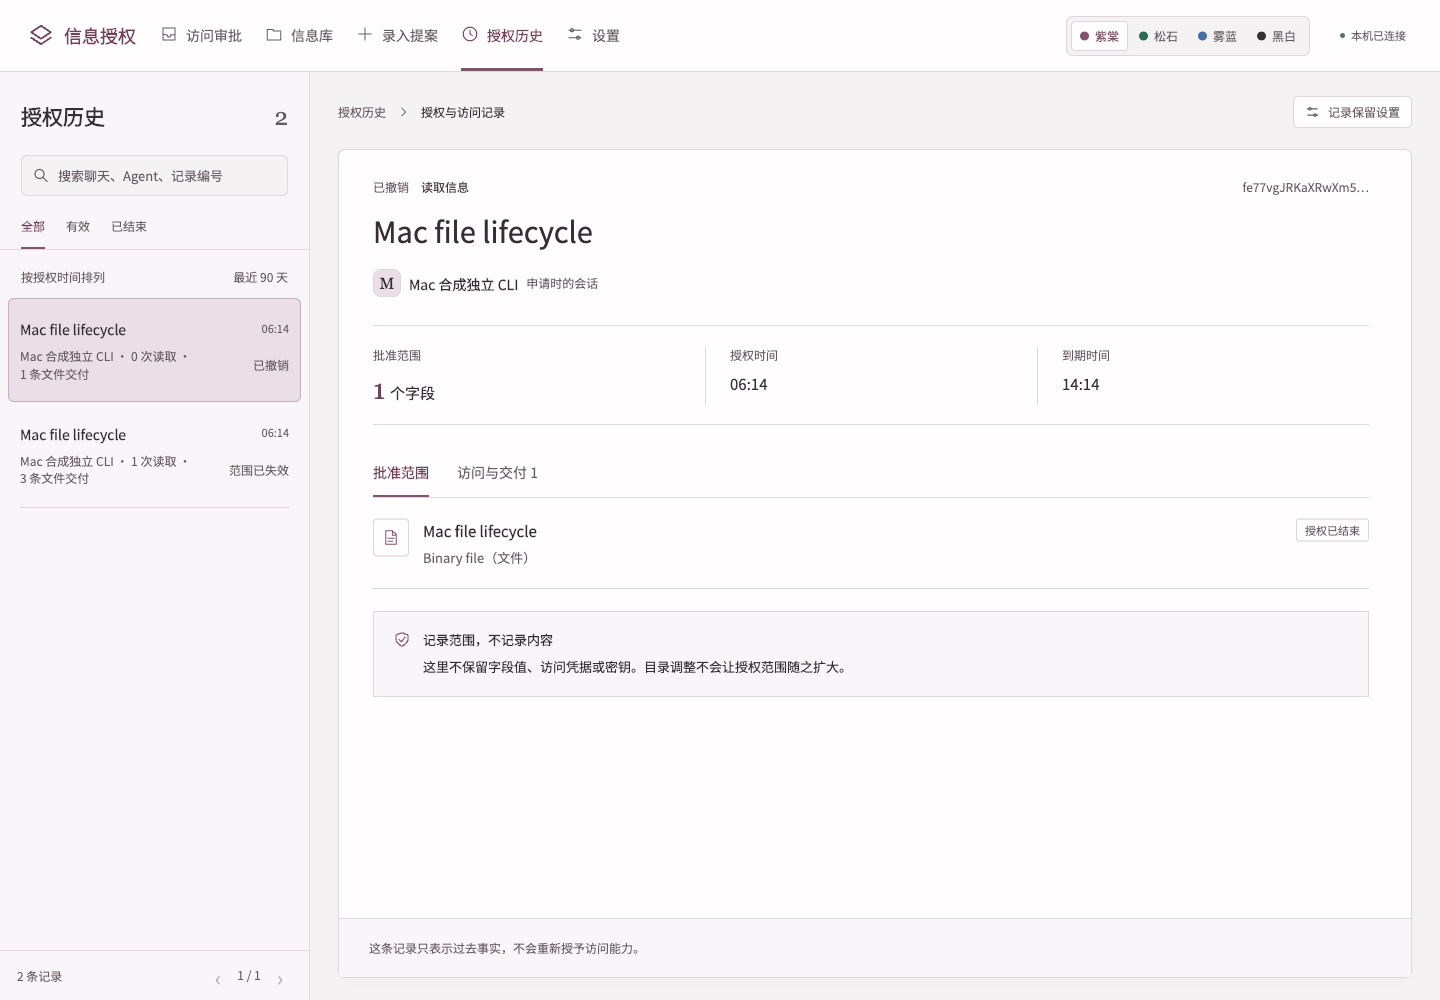 信息授权
访问审批
信息库
录入提案
授权历史
设置
紫棠
松石
雾蓝
黑白
本机已连接
授权历史
2
搜索聊天、Agent、记录编号
全部
有效
已结束
按授权时间排列
最近 90 天
Mac file lifecycle
06:14
Mac 合成独立 CLI · 0 次读取 ·
1 条文件交付
已撤销
Mac file lifecycle
06:14
Mac 合成独立 CLI · 1 次读取 ·
3 条文件交付
范围已失效
2 条记录
‹ 1 / 1 ›
授权历史 > 授权与访问记录
记录保留设置
已撤销 读取信息
fe77vgJRKaXRwXm5…
Mac file lifecycle
M Mac 合成独立 CLI 申请时的会话
批准范围
1 个字段
授权时间
06:14
到期时间
14:14
批准范围
访问与交付 1
Mac file lifecycle
Binary file（文件）
授权已结束
记录范围，不记录内容
这里不保留字段值、访问凭据或密钥。目录调整不会让授权范围随之扩大。
这条记录只表示过去事实，不会重新授予访问能力。